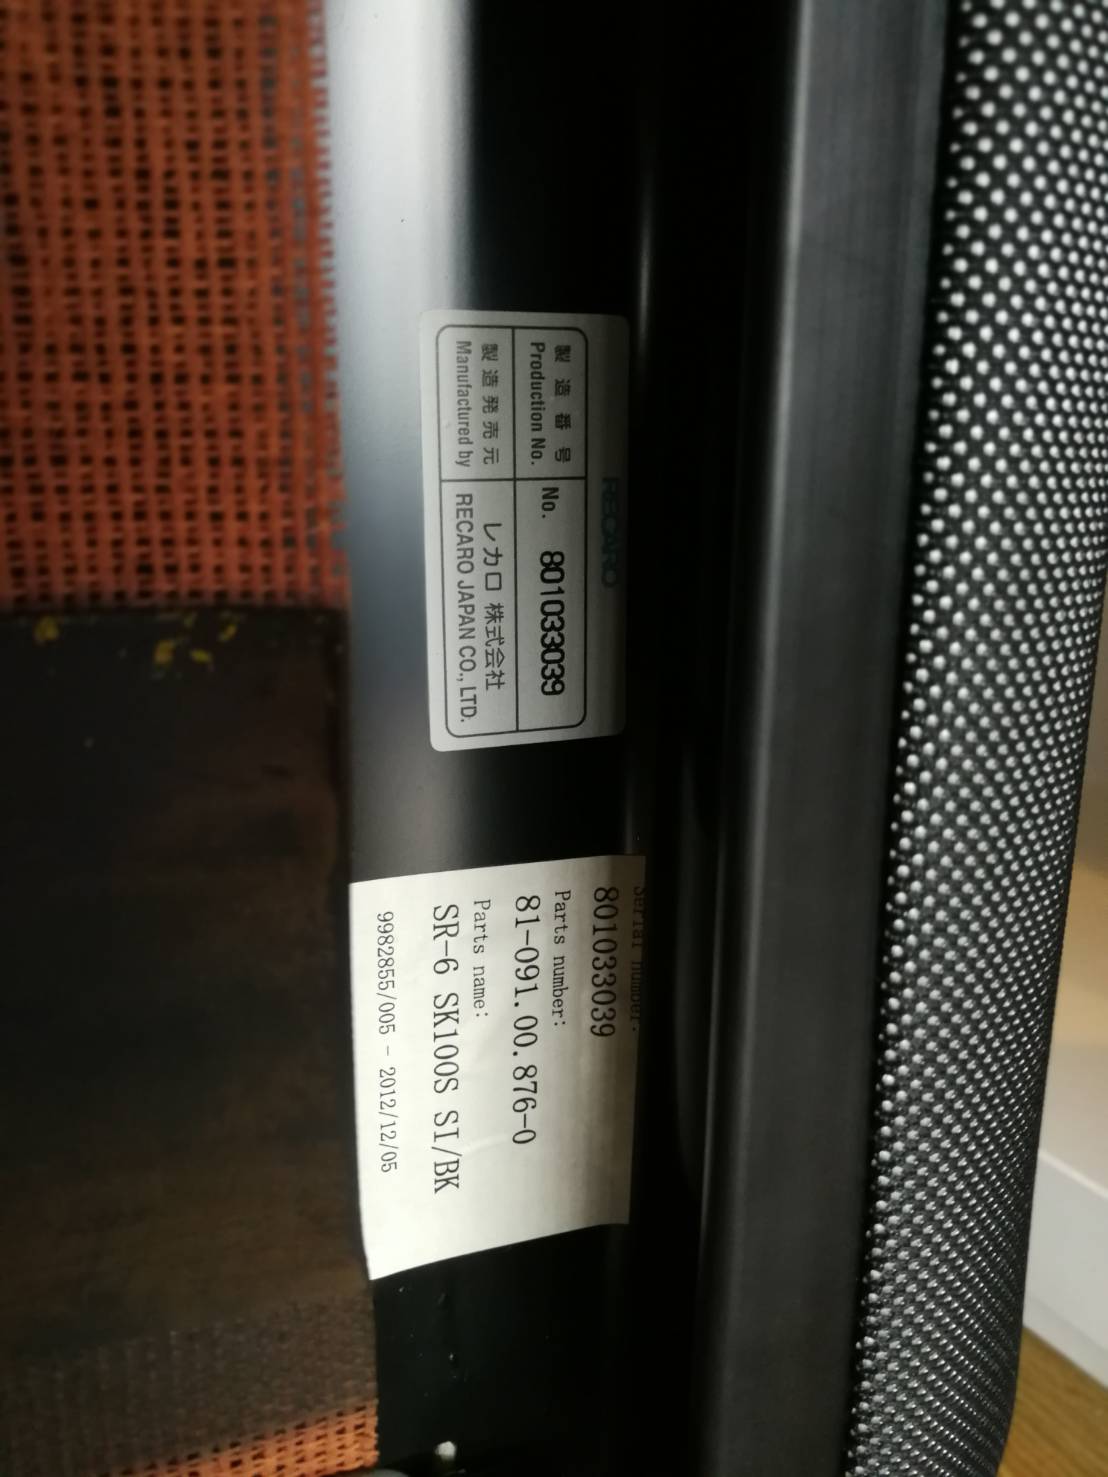 RECARO
製造番号 No. 801033039
Production No.
製造発売元 レカロ 株式会社
Manufactured by RECARO JAPAN CO., LTD.
Serial number:
801033039
Parts number:
81-091.00.876-0
Parts name:
SR-6 SK100S SI/BK
9982855/005 - 2012/12/05